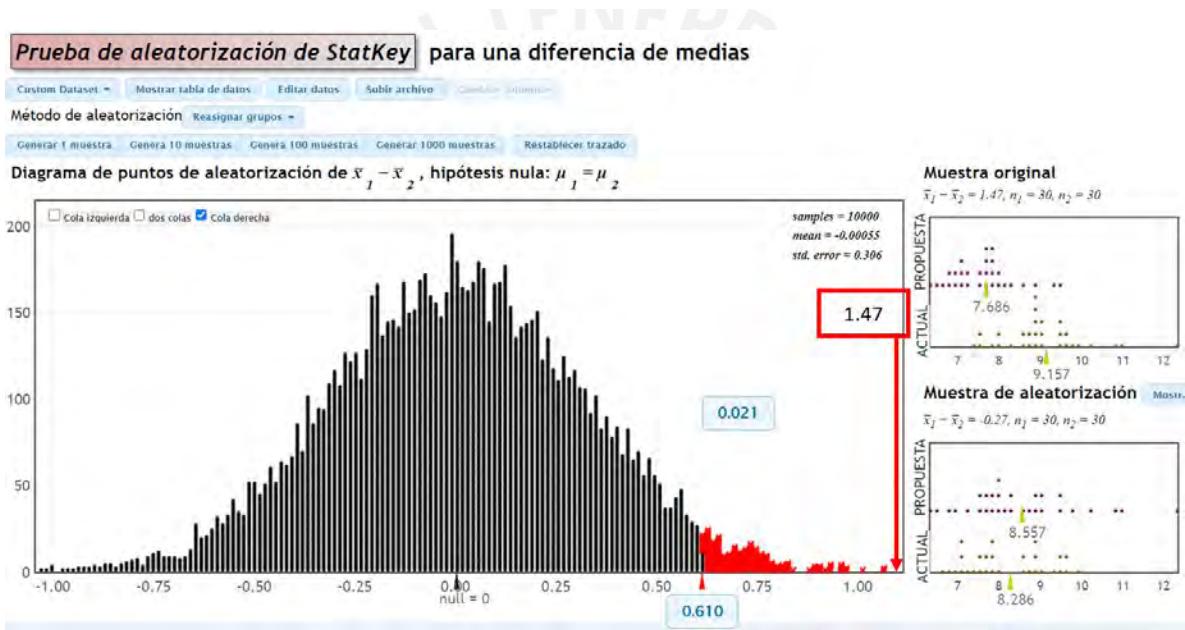 Prueba de aleatorización de StatKey para una diferencia de medias
Custom Dataset Mostrar tabla de datos Editar datos Subir archivo
Método de aleatorización Reasignar grupos
Generar 1 muestra Genera 10 muestras Genera 100 muestras Generar 1000 muestras Restablecer trazado
Diagrama de puntos de aleatorización de x̄₁ − x̄₂, hipótesis nula: μ₁ = μ₂
Cola izquierda dos colas Cola derecha
samples = 10000
mean = -0.00055
std. error = 0.306
200
150
100
50
0
1.47
0.021
-1.00 -0.75 -0.50 -0.25 0.00 0.25 0.50 0.75 1.00
null = 0
0.610
Muestra original
x̄₁ − x̄₂ = 1.47, n₁ = 30, n₂ = 30
PROPUESTA
7.686
ACTUAL
7 8 9 10 11 12
9.157
Muestra de aleatorización Mostr
x̄₁ − x̄₂ = -0.27, n₁ = 30, n₂ = 30
PROPUESTA
8.557
ACTUAL
7 8 9 10 11 12
8.286